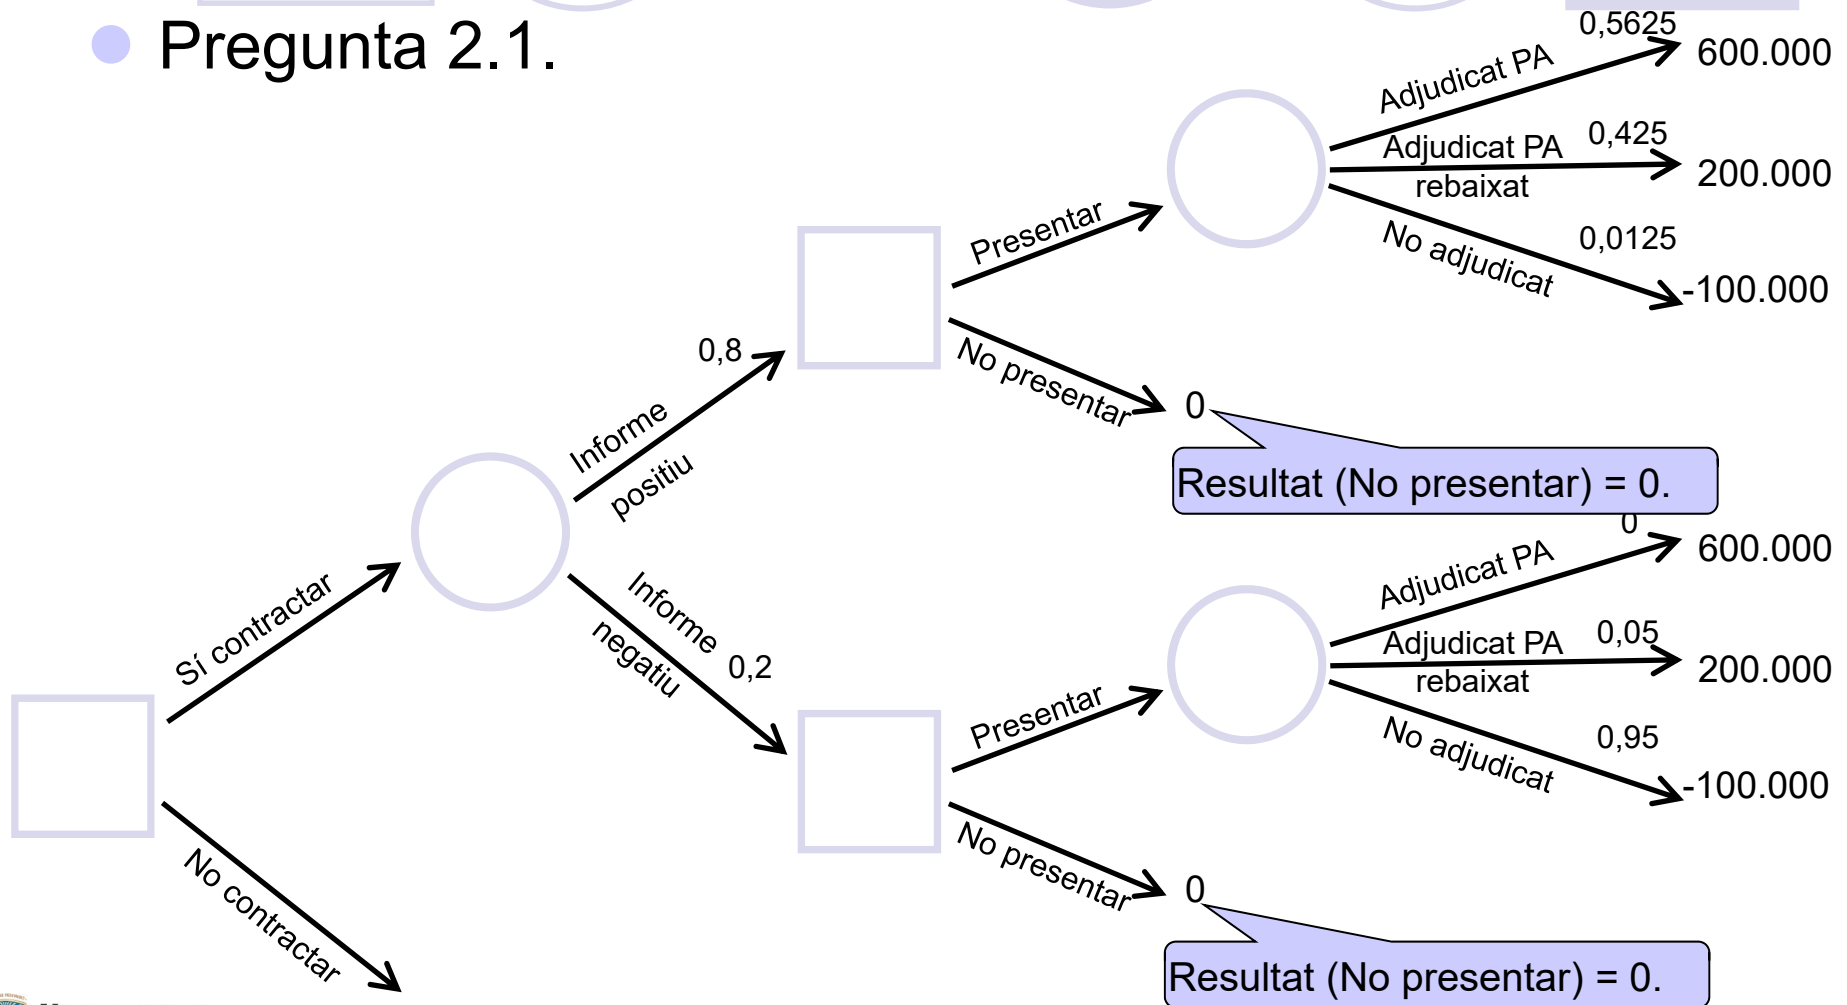 Pregunta 2.1.
0,5625
Adjudicat PA
600.000
0,425
Adjudicat PA
rebaixat
200.000
0,0125
No adjudicat
-100.000
Presentar
No presentar
0
Resultat (No presentar) = 0.
0,8
Informe
positiu
Sí contractar
Informe
negatiu
0,2
0
Adjudicat PA
600.000
0,05
Adjudicat PA
rebaixat
200.000
0,95
No adjudicat
-100.000
Presentar
No presentar
0
Resultat (No presentar) = 0.
No contractar